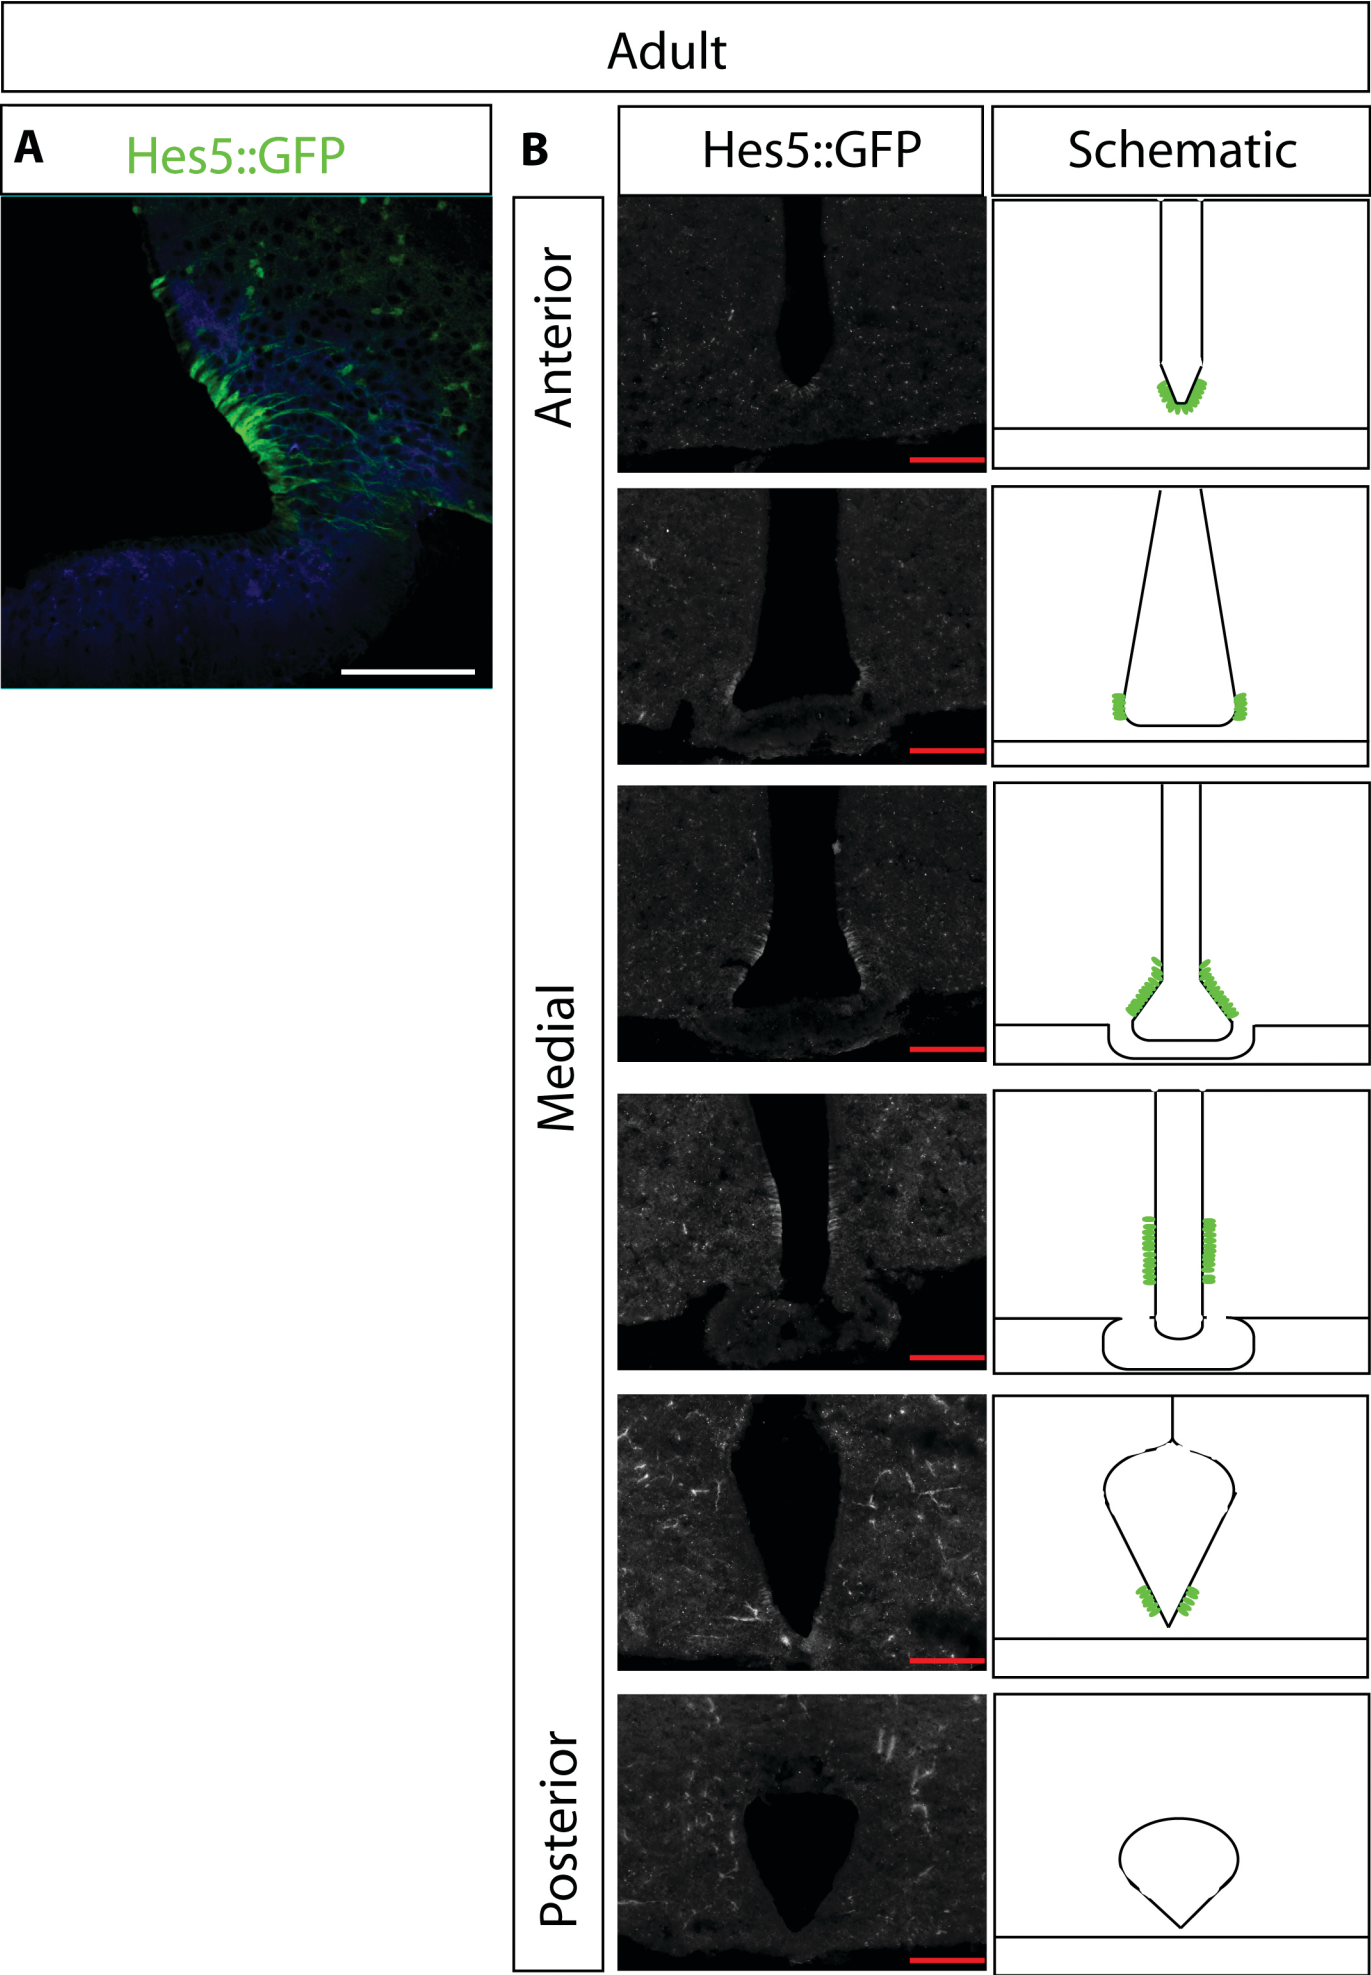 Adult
A
Hes5::GFP
B
Hes5::GFP
Schematic
Anterior
Medial
Posterior